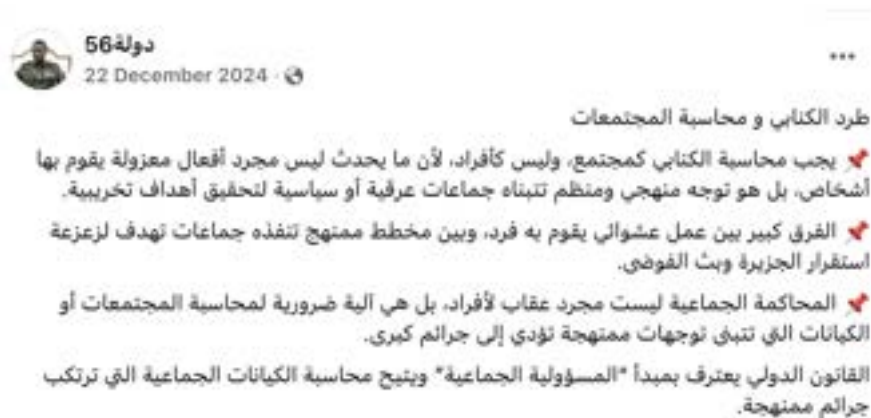 دولة56
22 December 2024
طرد الكنابي و محاسبة المجتمعات
📌 يجب محاسبة الكنابي كمجتمع، وليس كأفراد، لأن ما يحدث ليس مجرد أفعال معزولة يقوم بها
أشخاص، بل هو توجه منهجي ومنظم تتبناه جماعات عرقية أو سياسية لتحقيق أهداف تخريبية.
📌 الفرق كبير بين عمل عشوائي يقوم به فرد، وبين مخطط ممنهج تنفذه جماعات تهدف لزعزعة
استقرار الجزيرة وبث الفوضى.
📌 المحاكمة الجماعية ليست مجرد عقاب لأفراد، بل هي آلية ضرورية لمحاسبة المجتمعات أو
الكيانات التي تتبنى توجهات ممنهجة تؤدي إلى جرائم كبرى.
القانون الدولي يعترف بمبدأ "المسؤولية الجماعية" ويتيح محاسبة الكيانات الجماعية التي ترتكب
جرائم ممنهجة.